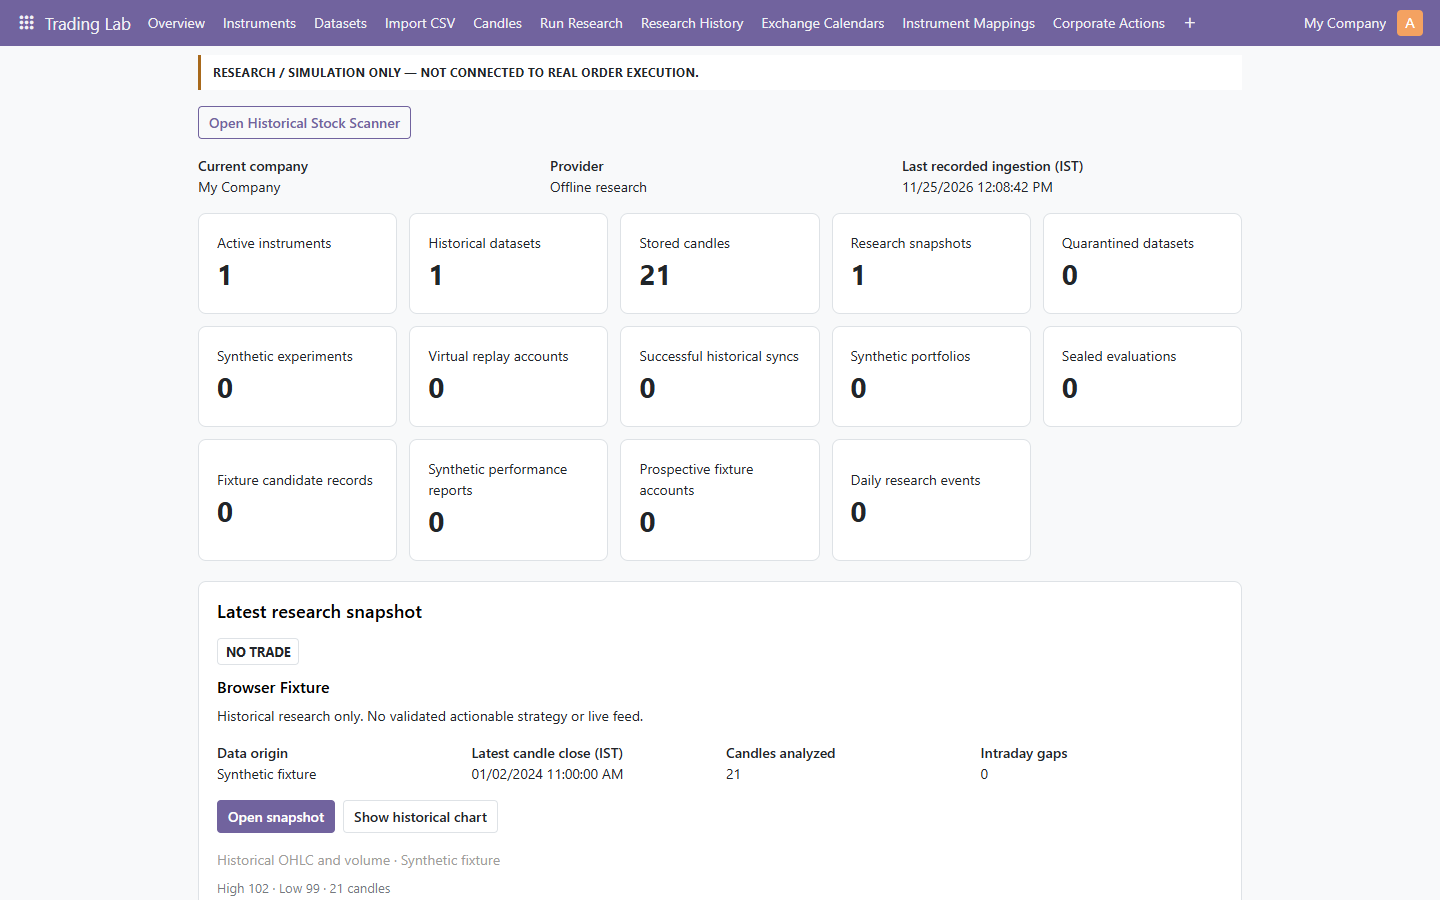 Trading Lab Overview Instruments Datasets Import CSV Candles Run Research Research History Exchange Calendars Instrument Mappings Corporate Actions + My Company A
RESEARCH / SIMULATION ONLY — NOT CONNECTED TO REAL ORDER EXECUTION.
Open Historical Stock Scanner
Current company Provider Last recorded ingestion (IST)
My Company Offline research 11/25/2026 12:08:42 PM
Active instruments Historical datasets Stored candles Research snapshots Quarantined datasets
1 1 21 1 0
Synthetic experiments Virtual replay accounts Successful historical syncs Synthetic portfolios Sealed evaluations
0 0 0 0 0
Fixture candidate records
0
Synthetic performance
reports
0
Prospective fixture
accounts
0
Daily research events
0
Latest research snapshot
NO TRADE
Browser Fixture
Historical research only. No validated actionable strategy or live feed.
Data origin Latest candle close (IST) Candles analyzed Intraday gaps
Synthetic fixture 01/02/2024 11:00:00 AM 21 0
Open snapshot Show historical chart
Historical OHLC and volume · Synthetic fixture
High 102 · Low 99 · 21 candles